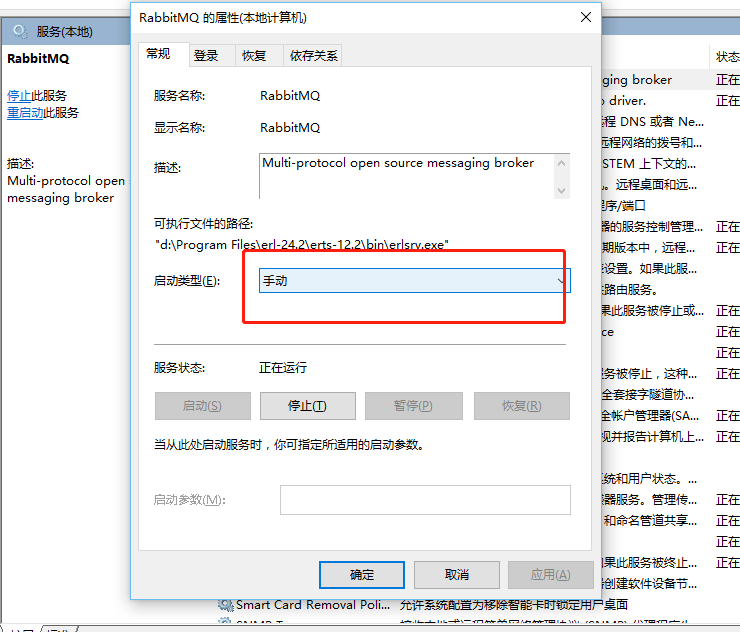 RabbitMQ 的属性(本地计算机)
服务(本地)
RabbitMQ
停止此服务
重启动此服务
描述:
Multi-protocol open
messaging broker
常规
登录
恢复
依存关系
服务名称:
RabbitMQ
显示名称:
RabbitMQ
描述:
Multi-protocol open source messaging broker
可执行文件的路径:
"d:\Program Files\erl-24.2\erts-12.2\bin\erlsrv.exe"
启动类型(E):
手动
服务状态:
正在运行
启动(S)
停止(T)
暂停(P)
恢复(R)
当从此处启动服务时，你可指定所适用的启动参数。
启动参数(M):
确定
取消
应用(A)
状态
ging broker
正在
driver.
正在
程 DNS 或者 Ne...
远程网络的拨号和...
STEM 上下文的...
。远程桌面和远...
程序/端口
器的服务控制管理...
正在
期版本中，远程...
正在
设置。如果此服...
路由服务。
果此服务被停止或...
正在
ce
正在
正在
务被停止，这种...
正在
全套接字隧道协...
全帐户管理器(SA...
正在
视并报告计算机上...
正在
系统和用户状态。...
器服务。管理传...
正在
和命名管道共享...
正在
正在
如果此服务被终止...
正在
创建软件设备节...
Smart Card Removal Poli...
允许系统配置为移除智能卡时锁定用户桌面